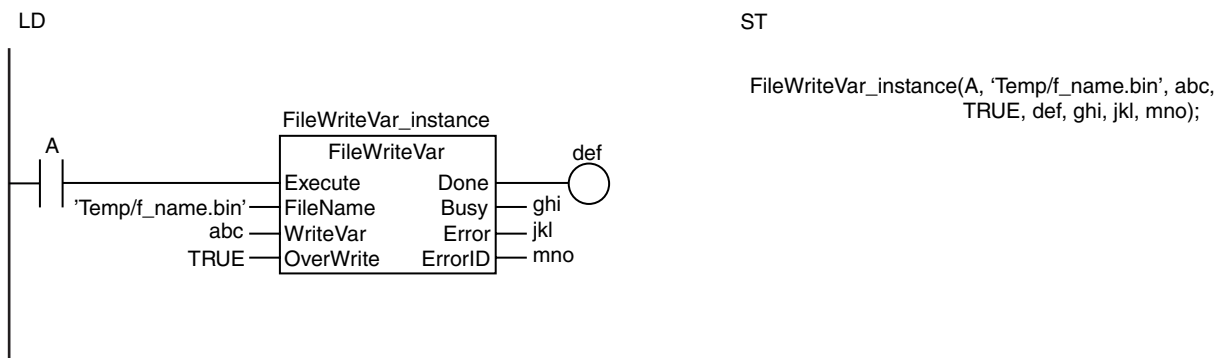 LD
ST
FileWriteVar_instance(A, ‘Temp/f_name.bin’, abc,
TRUE, def, ghi, jkl, mno);
FileWriteVar_instance
A
FileWriteVar
def
Execute Done
’Temp/f_name.bin’ FileName Busy ghi
abc WriteVar Error jkl
TRUE OverWrite ErrorID mno